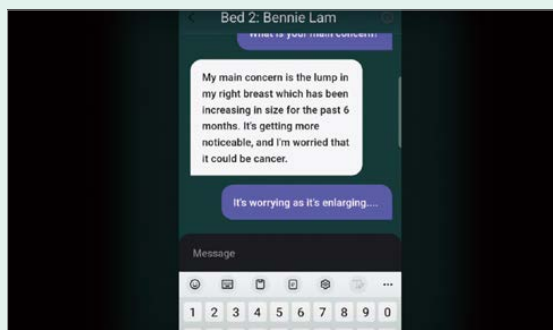 Bed 2: Bennie Lam
What is your main concern?
My main concern is the lump in
my right breast which has been
increasing in size for the past 6
months. It's getting more
noticeable, and I'm worried that
it could be cancer.
It's worrying as it's enlarging....
Message
1 2 3 4 5 6 7 8 9 0